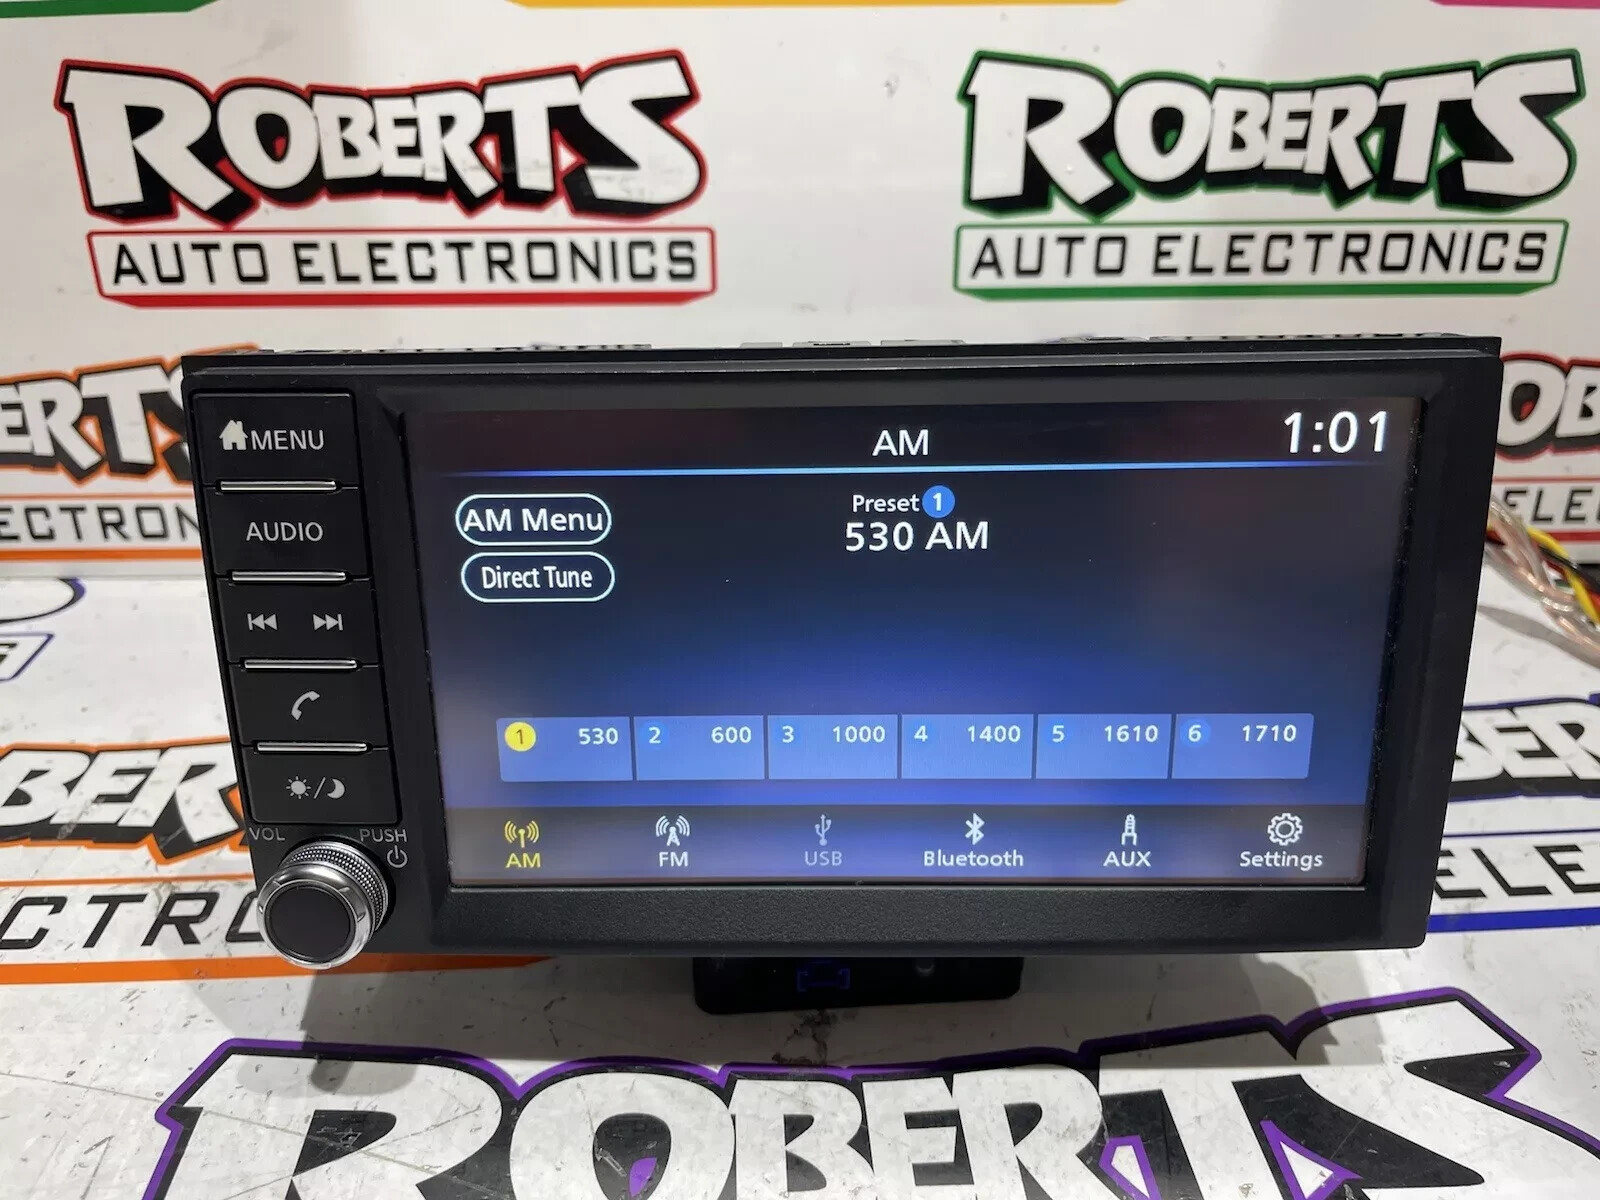 ROBERTS
AUTO ELECTRONICS
ROBERTS
AUTO ELECTRONICS
MENU
AUDIO
VOL
PUSH
AM
1:01
AM Menu
Direct Tune
Preset 1
530 AM
1 530
2 600
3 1000
4 1400
5 1610
6 1710
AM
FM
USB
Bluetooth
AUX
Settings
ROBERTS